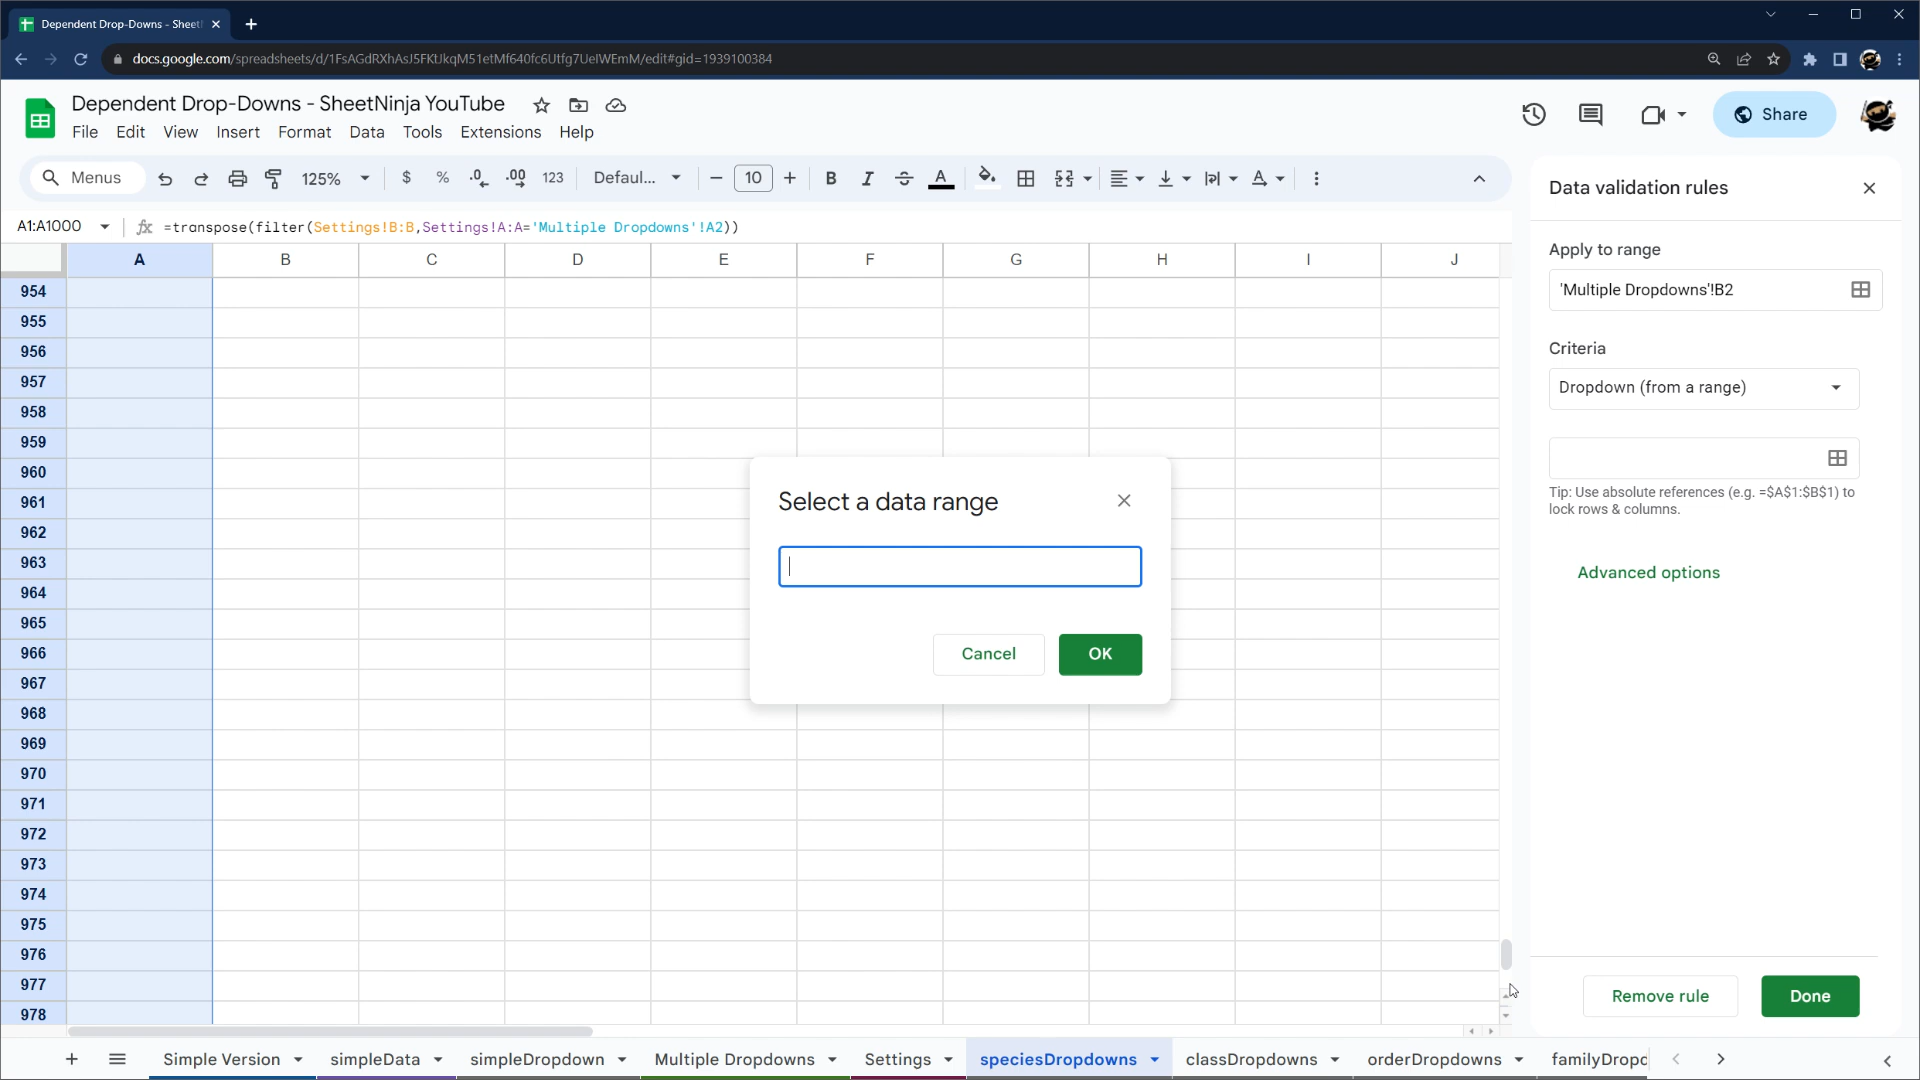 Dependent Drop-Downs - Sheet
docs.google.com/spreadsheets/d/1FsAGdRXhAsJ5FKUkqM51etMf640fc6Utfg7UeIWEmM/edit#gid=1939100384
Dependent Drop-Downs - SheetNinja YouTube
File Edit View Insert Format Data Tools Extensions Help
Share
Menus 125% $ % .0 .00 123 Defaul... 10 B I A
Data validation rules
A1:A1000 fx =transpose(filter(Settings!B:B,Settings!A:A='Multiple Dropdowns'!A2))
A B C D E F G H I J
Apply to range
'Multiple Dropdowns'!B2
Criteria
Dropdown (from a range)
Tip: Use absolute references (e.g. =$A$1:$B$1) to
lock rows & columns.
Advanced options
954
955
956
957
958
959
960
961
962
963
964
965
966
967
968
969
970
971
972
973
974
975
976
977
978
Select a data range
Cancel OK
Remove rule Done
Simple Version simpleData simpleDropdown Multiple Dropdowns Settings speciesDropdowns classDropdowns orderDropdowns familyDropd